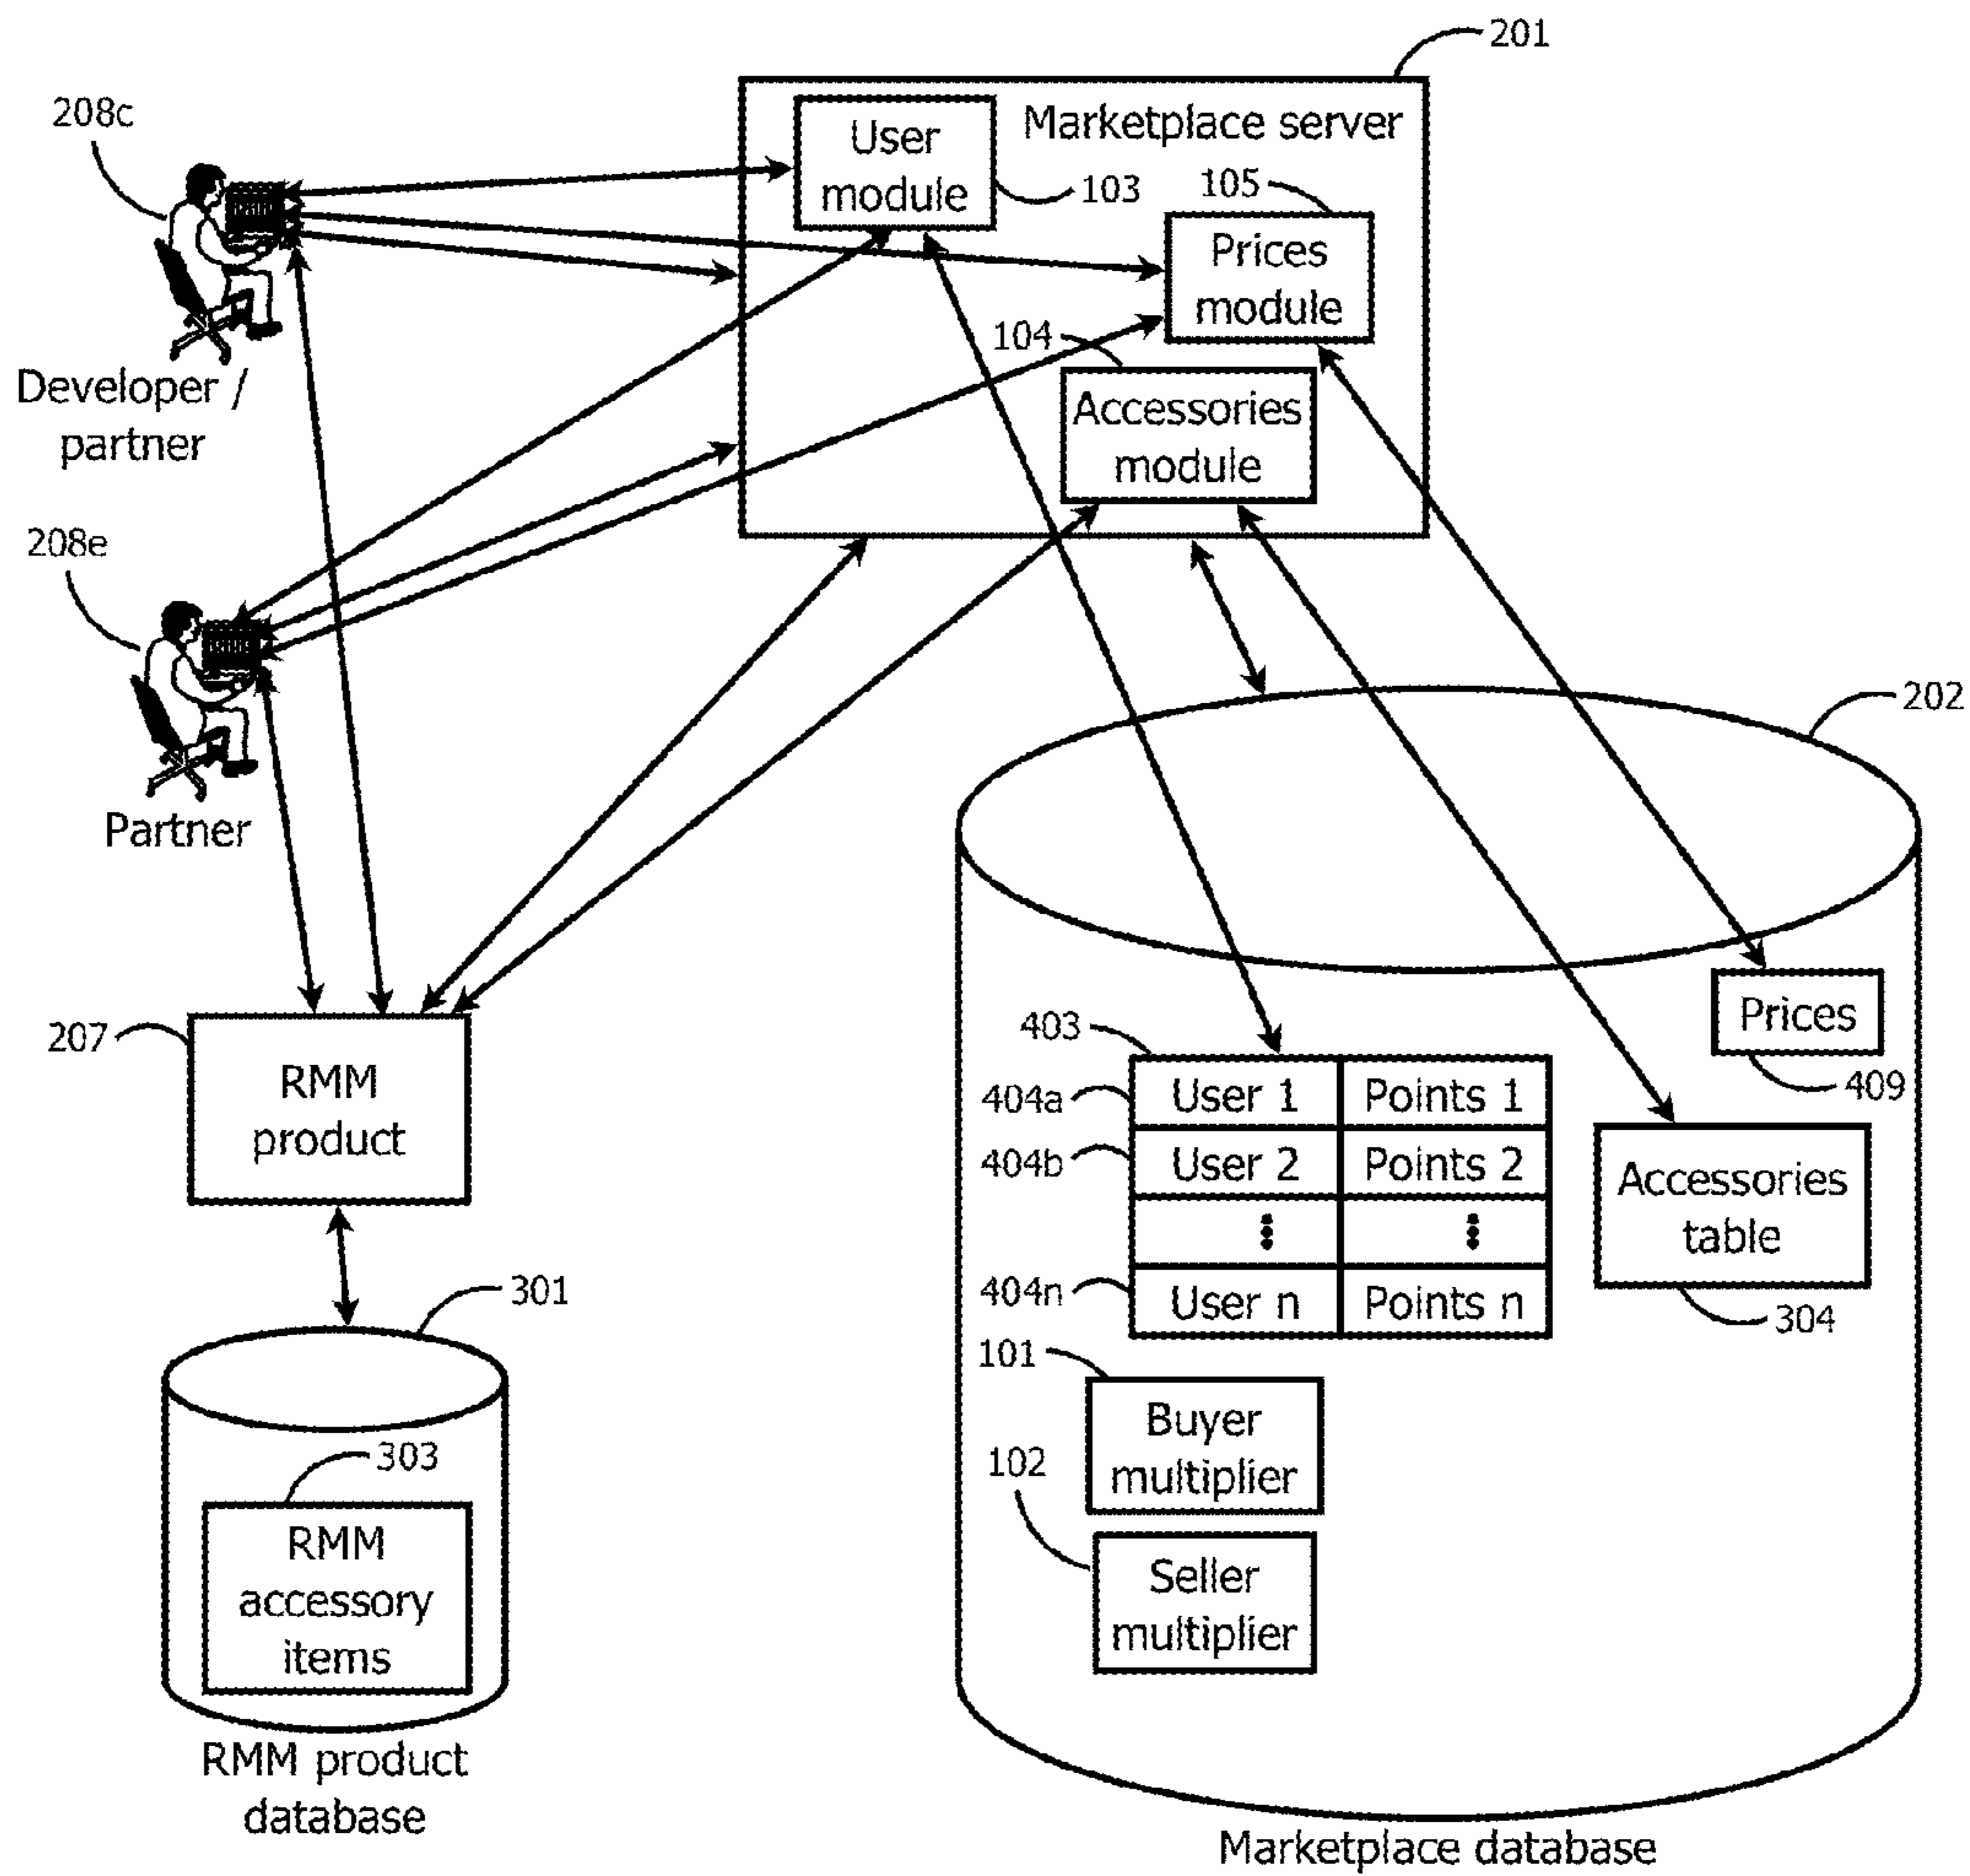 201
208c
User
module
Marketplace server
103
105
Prices
module
104
Accessories
module
Developer /
partner
208e
Partner
202
207
RMM
product
403
Prices
409
404a
User 1
Points 1
404b
User 2
Points 2
404n
User n
Points n
Accessories
table
304
301
101
Buyer
multiplier
303
102
RMM
accessory
items
Seller
multiplier
RMM product
database
Marketplace database